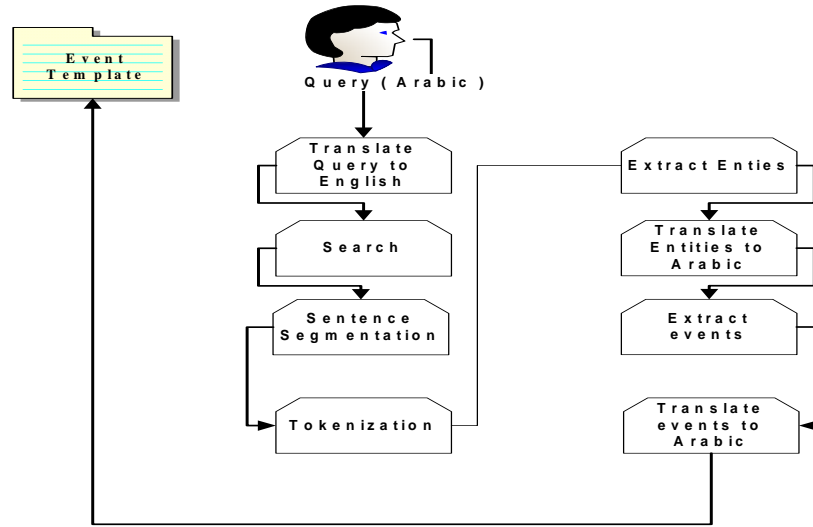 Event
Template
Query ( Arabic )
Translate
Query to
English
Search
Sentence
Segmentation
Tokenization
Extract Enties
Translate
Entities to
Arabic
Extract
events
Translate
events to
Arabic